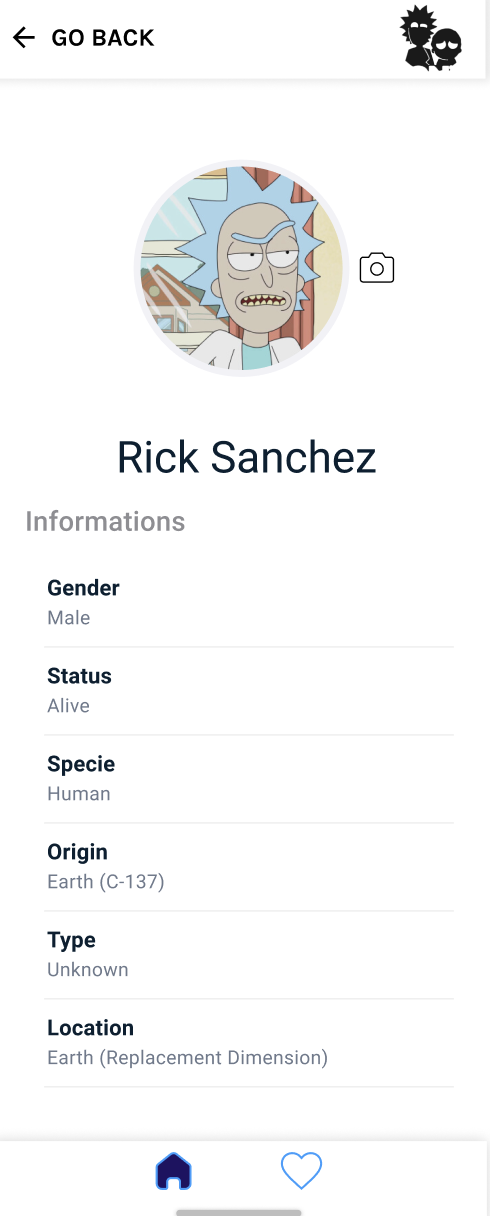 GO BACK
Rick Sanchez
Informations
Gender
Male
Status
Alive
Specie
Human
Origin
Earth (C-137)
Type
Unknown
Location
Earth (Replacement Dimension)